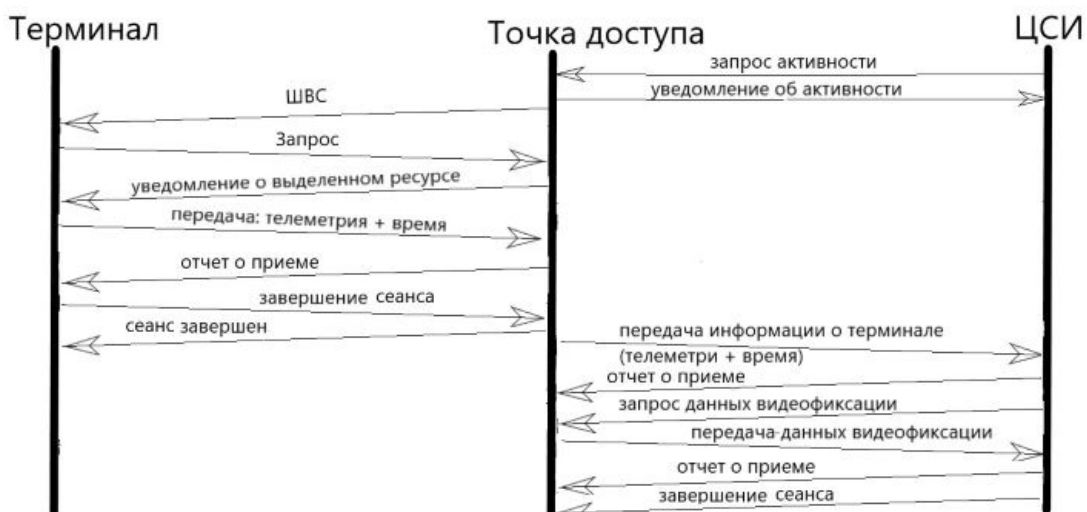 Терминал
Точка доступа
ЦСИ
запрос активности
уведомление об активности
ШВС
Запрос
уведомление о выделенном ресурсе
передача: телеметрия + время
отчет о приеме
завершение сеанса
сеанс завершен
передача информации о терминале
(телеметри + время)
отчет о приеме
запрос данных видеофиксации
передача данных видеофиксации
отчет о приеме
завершение сеанса